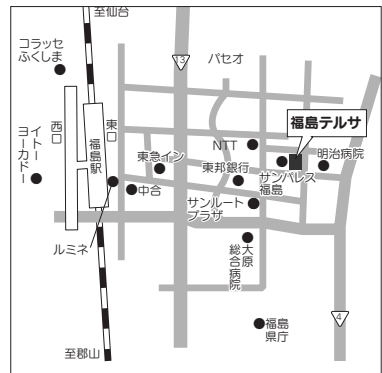 至仙台
コラッセ
ふくしま
13
パセオ
福島テルサ
西口
福島駅
東口
イトー
ヨーカドー
NTT
東急イン
東邦銀行
サンパレス
福島
明治病院
中合
サンルート
プラザ
ルミネ
大原
総合病院
福島
県庁
4
至郡山